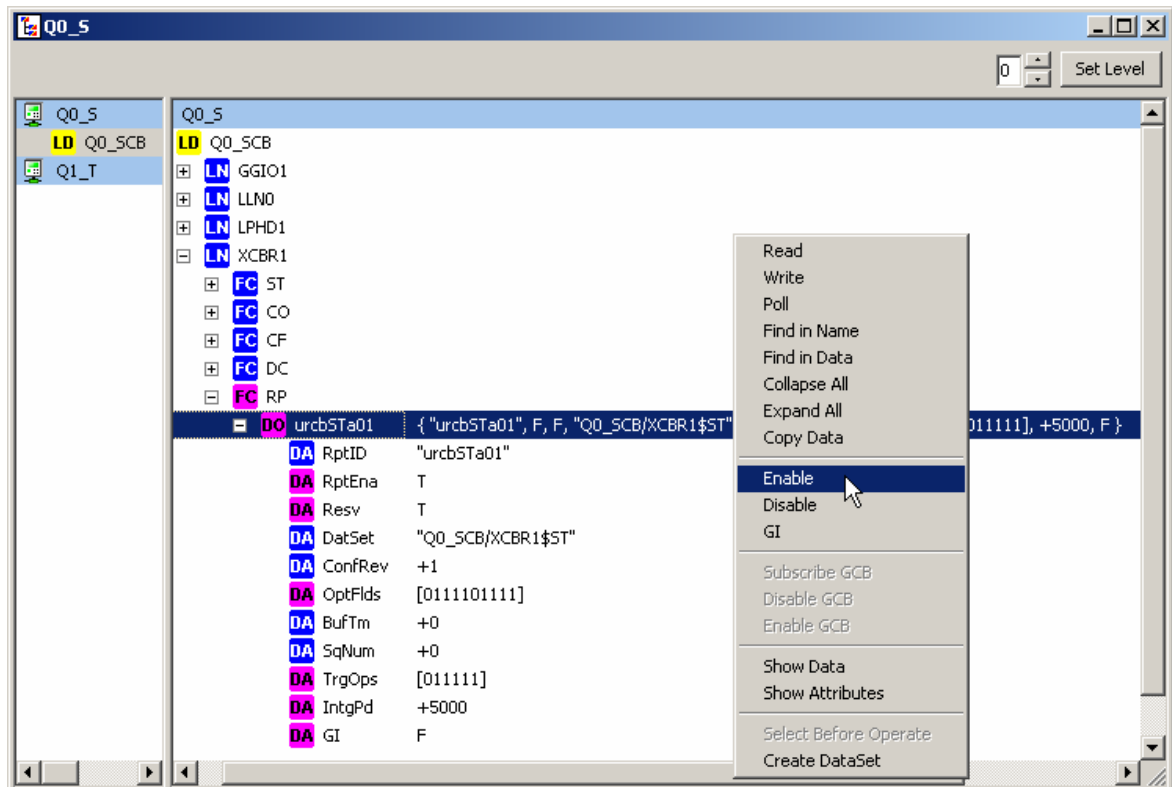 Q0_S
0 Set Level
Q0_S
LD Q0_SCB
Q1_T
Q0_S
LD Q0_SCB
LN GGIO1
LN LLN0
LN LPHD1
LN XCBR1
FC ST
FC CO
FC CF
FC DC
FC RP
DO urcbSTa01 { "urcbSTa01", F, F, "Q0_SCB/XCBR1$ST" 011111], +5000, F }
DA RptID "urcbSTa01"
DA RptEna T
DA Resv T
DA DatSet "Q0_SCB/XCBR1$ST"
DA ConfRev +1
DA OptFlds [0111101111]
DA BufTm +0
DA SqNum +0
DA TrgOps [011111]
DA IntgPd +5000
DA GI F
Read
Write
Poll
Find in Name
Find in Data
Collapse All
Expand All
Copy Data
Enable
Disable
GI
Subscribe GCB
Disable GCB
Enable GCB
Show Data
Show Attributes
Select Before Operate
Create DataSet